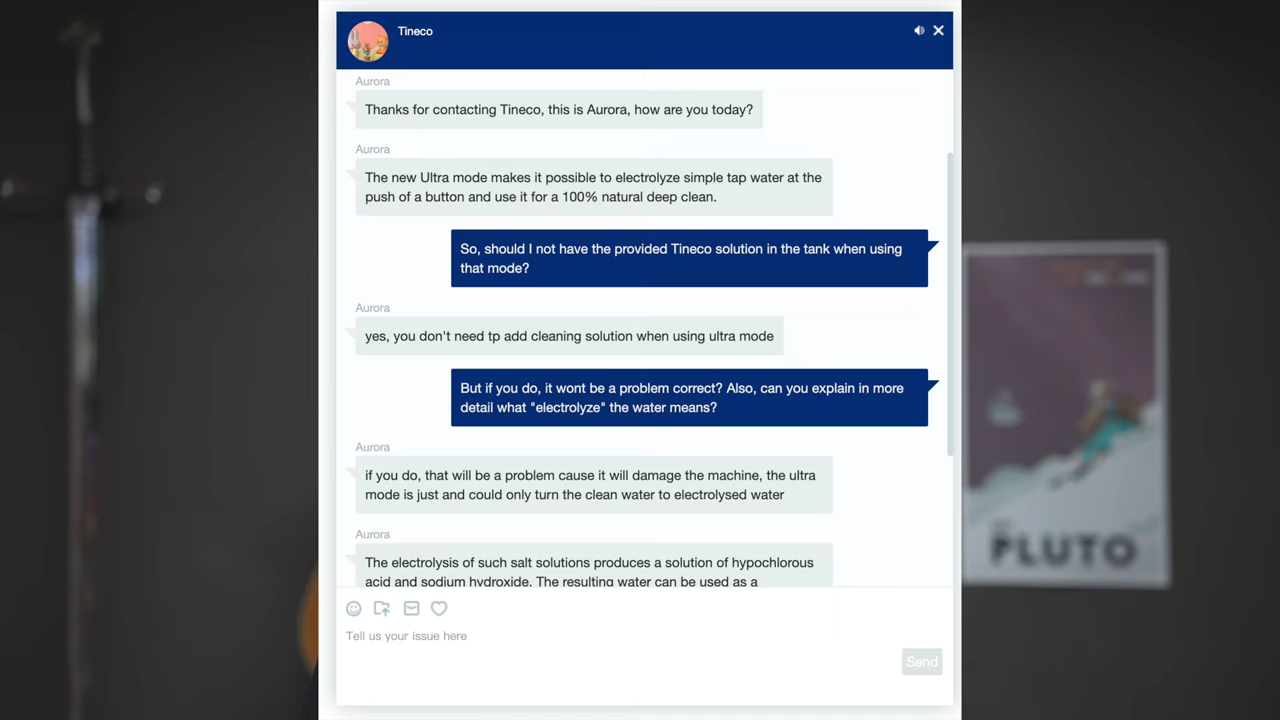 Tineco
Aurora
Thanks for contacting Tineco, this is Aurora, how are you today?
Aurora
The new Ultra mode makes it possible to electrolyze simple tap water at the
push of a button and use it for a 100% natural deep clean.
So, should I not have the provided Tineco solution in the tank when using
that mode?
Aurora
yes, you don't need tp add cleaning solution when using ultra mode
But if you do, it wont be a problem correct? Also, can you explain in more
detail what "electrolyze" the water means?
Aurora
if you do, that will be a problem cause it will damage the machine, the ultra
mode is just and could only turn the clean water to electrolysed water
Aurora
The electrolysis of such salt solutions produces a solution of hypochlorous
acid and sodium hydroxide. The resulting water can be used as a
Tell us your issue here
Send
PLUTO